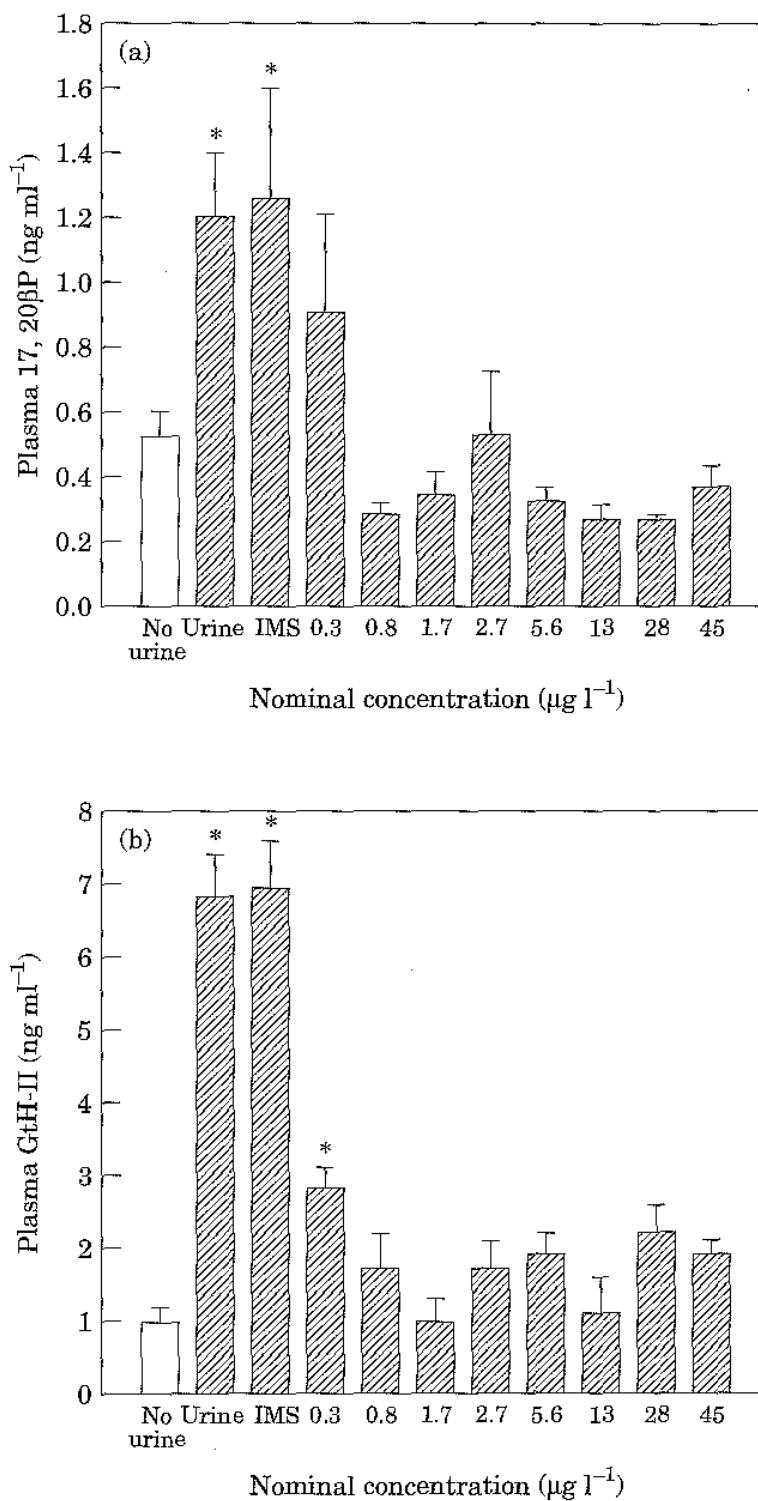 (a)
1.8
1.6
1.4
1.2
1.0
0.8
0.6
0.4
0.2
0.0
* *
Plasma 17, 20βP (ng ml⁻¹)
No urine Urine IMS 0.3 0.8 1.7 2.7 5.6 13 28 45
Nominal concentration (µg l⁻¹)
(b)
8
7
6
5
4
3
2
1
0
* * *
Plasma GtH-II (ng ml⁻¹)
No urine Urine IMS 0.3 0.8 1.7 2.7 5.6 13 28 45
Nominal concentration (µg l⁻¹)